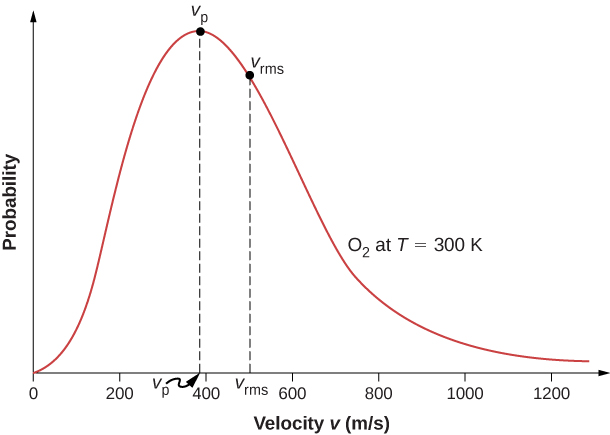 vp
vrms
Probability
O2 at T = 300 K
0 200 vp 400 vrms 600 800 1000 1200
Velocity v (m/s)